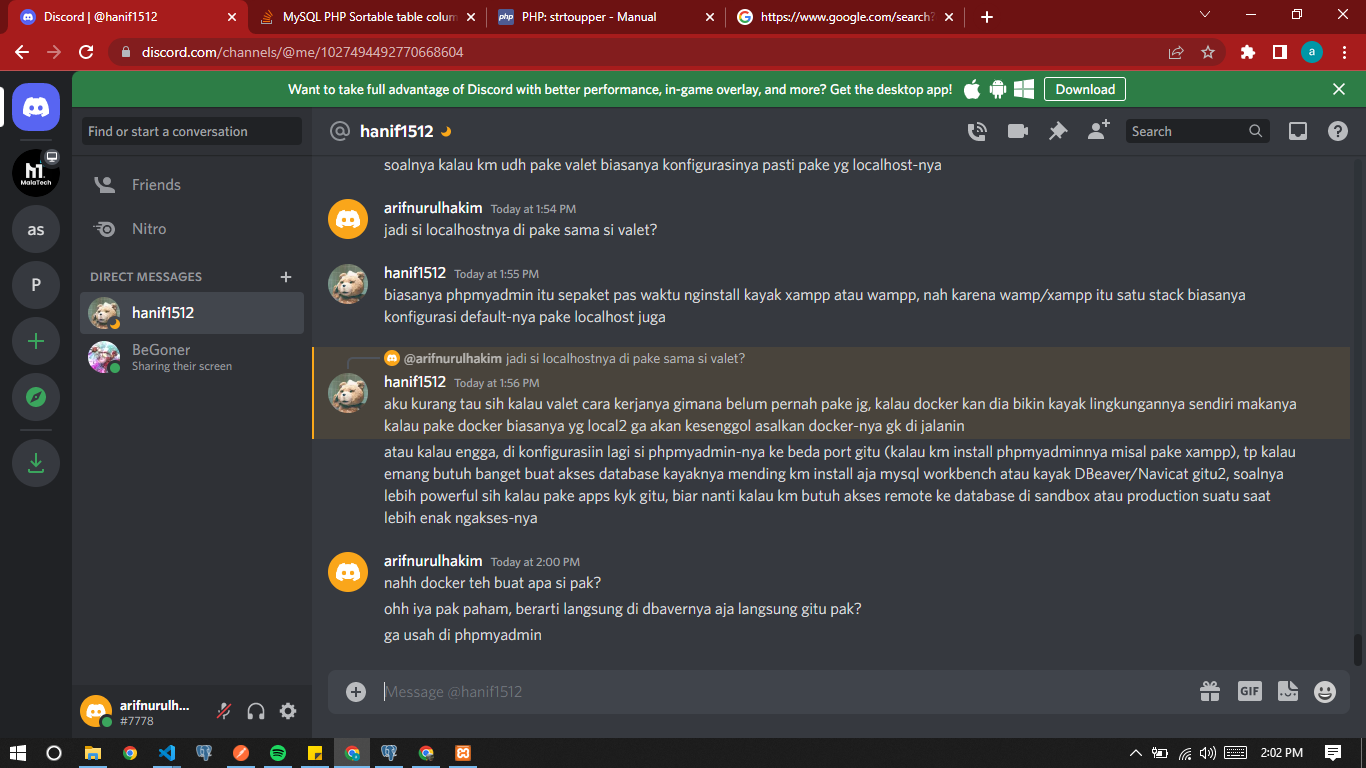 Discord | @hanif1512
MySQL PHP Sortable table colum
PHP: strtoupper - Manual
https://www.google.com/search?
discord.com/channels/@me/1027494492770668604
a
Want to take full advantage of Discord with better performance, in-game overlay, and more? Get the desktop app!
Download
Find or start a conversation
hanif1512
Search
MalaTech
as
P
Friends
Nitro
DIRECT MESSAGES
hanif1512
BeGoner
Sharing their screen
soalnya kalau km udh pake valet biasanya konfigurasinya pasti pake yg localhost-nya
arifnurulhakim Today at 1:54 PM
jadi si localhostnya di pake sama si valet?
hanif1512 Today at 1:55 PM
biasanya phpmyadmin itu sepaket pas waktu nginstall kayak xampp atau wampp, nah karena wamp/xampp itu satu stack biasanya
konfigurasi default-nya pake localhost juga
@arifnurulhakim jadi si localhostnya di pake sama si valet?
hanif1512 Today at 1:56 PM
aku kurang tau sih kalau valet cara kerjanya gimana belum pernah pake jg, kalau docker kan dia bikin kayak lingkungannya sendiri makanya
kalau pake docker biasanya yg local2 ga akan kesenggol asalkan docker-nya gk di jalanin
atau kalau engga, di konfigurasiin lagi si phpmyadmin-nya ke beda port gitu (kalau km install phpmyadminnya misal pake xampp), tp kalau
emang butuh banget buat akses database kayaknya mending km install aja mysql workbench atau kayak DBeaver/Navicat gitu2, soalnya
lebih powerful sih kalau pake apps kyk gitu, biar nanti kalau km butuh akses remote ke database di sandbox atau production suatu saat
lebih enak ngakses-nya
arifnurulhakim Today at 2:00 PM
nahh docker teh buat apa si pak?
ohh iya pak paham, berarti langsung di dbavernya aja langsung gitu pak?
ga usah di phpmyadmin
Message @hanif1512
GIF
arifnurulh...
#7778
2:02 PM